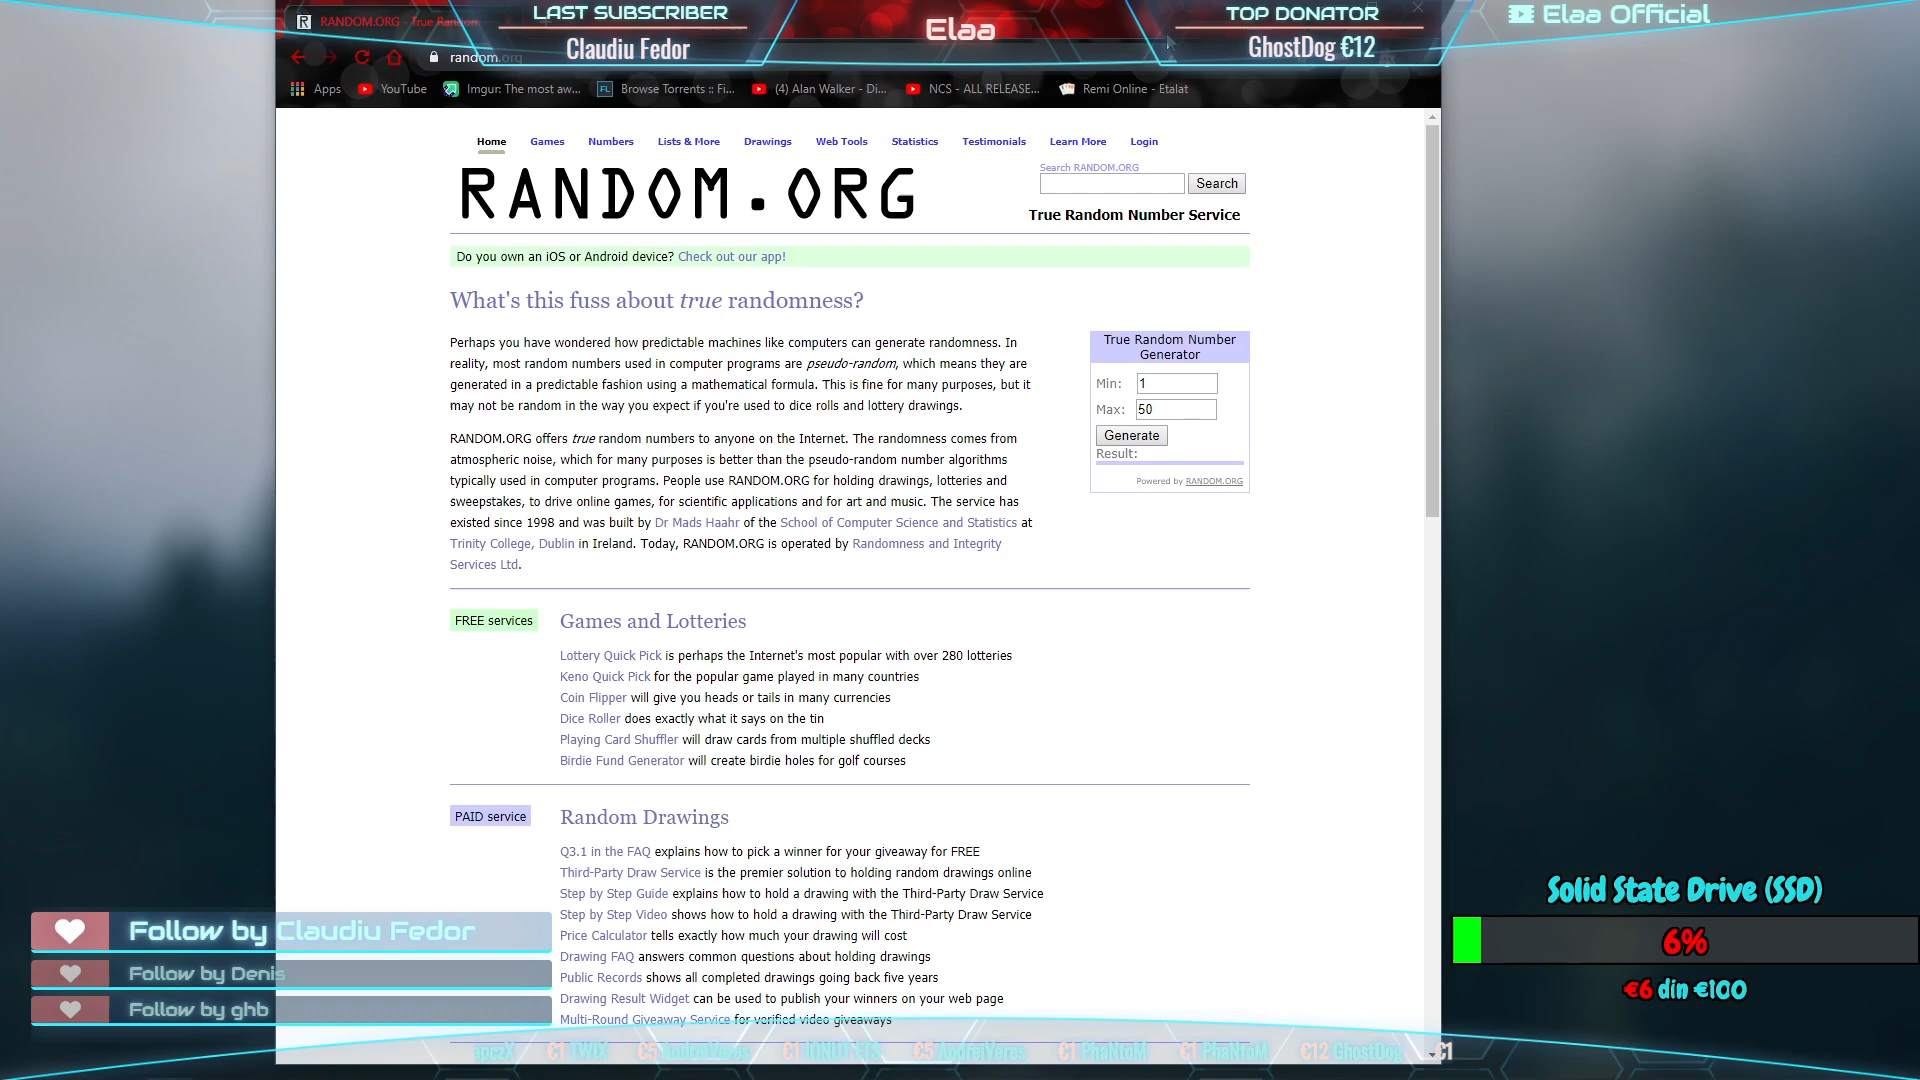 LAST SUBSCRIBER
Claudiu Fedor
Elaa
TOP DONATOR
GhostDog €12
Elaa Official
RANDOM.ORG - True Random
random.org
Apps
YouTube
Imgur: The most aw...
Browse Torrents :: Fi...
(4) Alan Walker - Di...
NCS - ALL RELEASE...
Remi Online - Etalat
Home Games Numbers Lists & More Drawings Web Tools Statistics Testimonials Learn More Login
RANDOM.ORG
Search RANDOM.ORG
Search
True Random Number Service
Do you own an iOS or Android device? Check out our app!
What's this fuss about true randomness?
Perhaps you have wondered how predictable machines like computers can generate randomness. In
reality, most random numbers used in computer programs are pseudo-random, which means they are
generated in a predictable fashion using a mathematical formula. This is fine for many purposes, but it
may not be random in the way you expect if you're used to dice rolls and lottery drawings.
RANDOM.ORG offers true random numbers to anyone on the Internet. The randomness comes from
atmospheric noise, which for many purposes is better than the pseudo-random number algorithms
typically used in computer programs. People use RANDOM.ORG for holding drawings, lotteries and
sweepstakes, to drive online games, for scientific applications and for art and music. The service has
existed since 1998 and was built by Dr Mads Haahr of the School of Computer Science and Statistics at
Trinity College, Dublin in Ireland. Today, RANDOM.ORG is operated by Randomness and Integrity
Services Ltd.
True Random Number
Generator
Min: 1
Max: 50
Generate
Result:
Powered by RANDOM.ORG
FREE services
Games and Lotteries
Lottery Quick Pick is perhaps the Internet's most popular with over 280 lotteries
Keno Quick Pick for the popular game played in many countries
Coin Flipper will give you heads or tails in many currencies
Dice Roller does exactly what it says on the tin
Playing Card Shuffler will draw cards from multiple shuffled decks
Birdie Fund Generator will create birdie holes for golf courses
PAID service
Random Drawings
Q3.1 in the FAQ explains how to pick a winner for your giveaway for FREE
Third-Party Draw Service is the premier solution to holding random drawings online
Step by Step Guide explains how to hold a drawing with the Third-Party Draw Service
Step by Step Video shows how to hold a drawing with the Third-Party Draw Service
Price Calculator tells exactly how much your drawing will cost
Drawing FAQ answers common questions about holding drawings
Public Records shows all completed drawings going back five years
Drawing Result Widget can be used to publish your winners on your web page
Multi-Round Giveaway Service for verified video giveaways
Follow by Claudiu Fedor
Follow by Denis
Follow by ghb
Solid State Drive (SSD)
6%
€6 din €100
€1 TWIX €5 AndreiVeres €1 €5 AndreiVeres €1 PhaNtoM €1 PhaNtoM €12 GhostDog €1